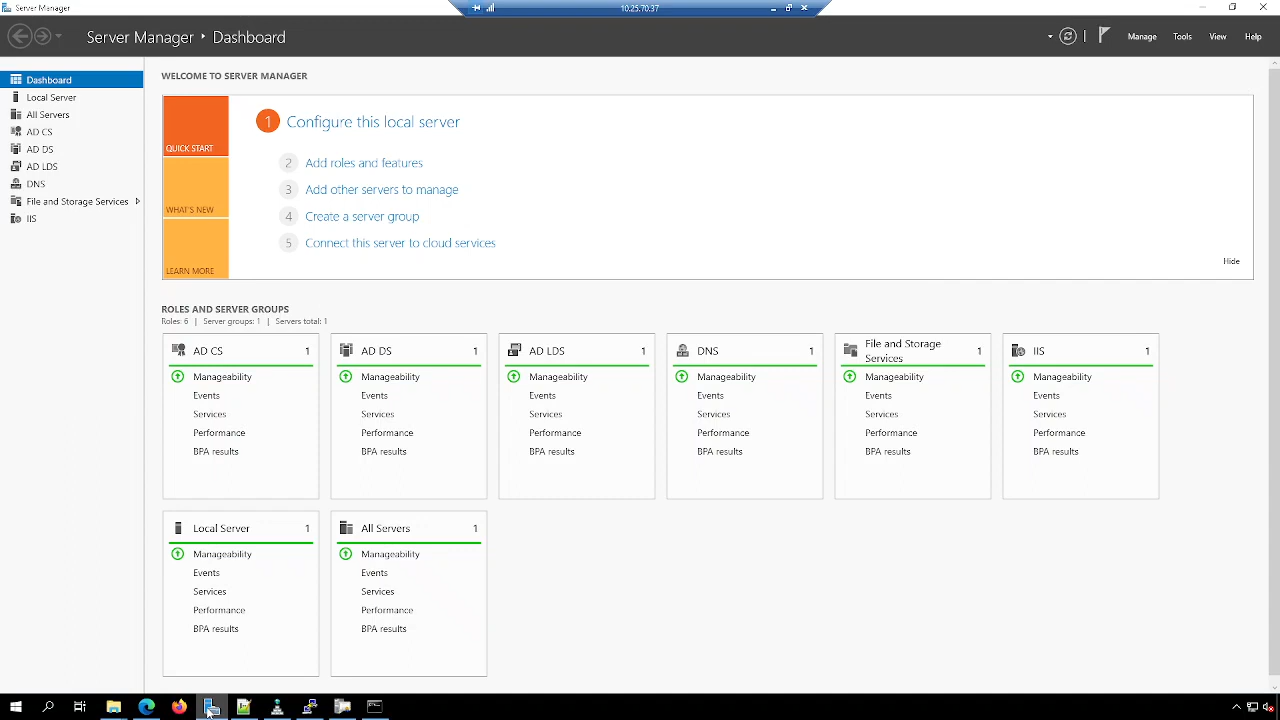 Server Manager
10.25.70.37
Server Manager • Dashboard
Manage Tools View Help
Dashboard
Local Server
All Servers
AD CS
AD DS
AD LDS
DNS
File and Storage Services
IIS
WELCOME TO SERVER MANAGER
QUICK START
WHAT'S NEW
LEARN MORE
1 Configure this local server
2 Add roles and features
3 Add other servers to manage
4 Create a server group
5 Connect this server to cloud services
Hide
ROLES AND SERVER GROUPS
Roles: 6 | Server groups: 1 | Servers total: 1
AD CS 1
Manageability
Events
Services
Performance
BPA results
AD DS 1
Manageability
Events
Services
Performance
BPA results
AD LDS 1
Manageability
Events
Services
Performance
BPA results
DNS 1
Manageability
Events
Services
Performance
BPA results
File and Storage
Services 1
Manageability
Events
Services
Performance
BPA results
IIS 1
Manageability
Events
Services
Performance
BPA results
Local Server 1
Manageability
Events
Services
Performance
BPA results
All Servers 1
Manageability
Events
Services
Performance
BPA results